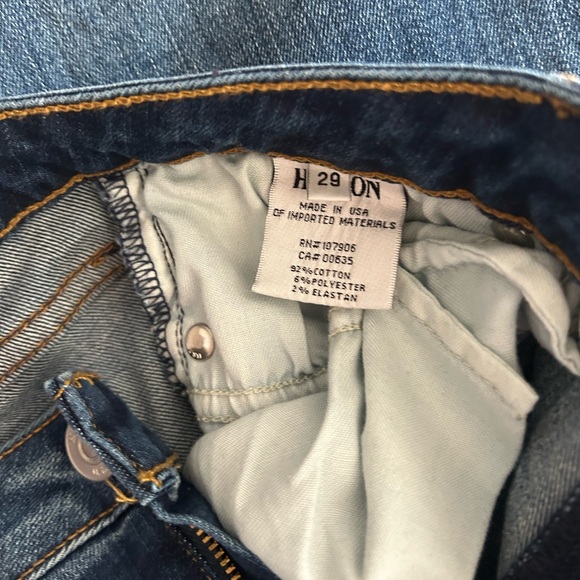 H 29 ON
MADE IN USA
OF IMPORTED MATERIALS
RN# 107906
CA# 00635
92% COTTON
6% POLYESTER
2% ELASTAN